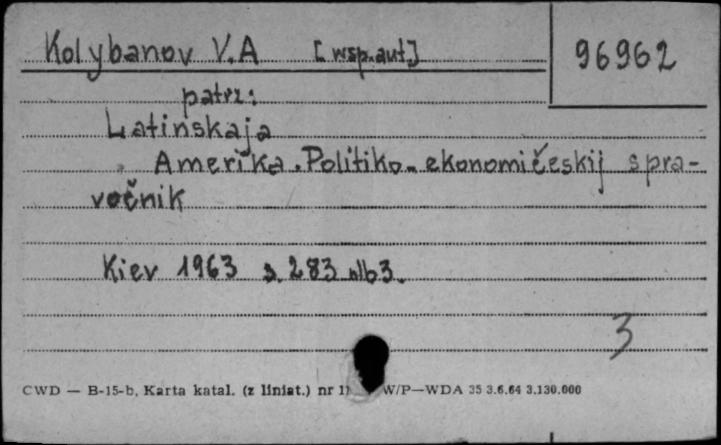 Kolybanov V.A [wsp.aut.] 96962
patrz:
Latinskaja
Amerika. Politiko-ekonomičeskij spra-
vočnik
Kiev 1963 s. 283 nlb3.
3
CWD — B-15-b, Karta katal. (z liniat.) nr W/P—WDA 35 3.6.64 3.130.000